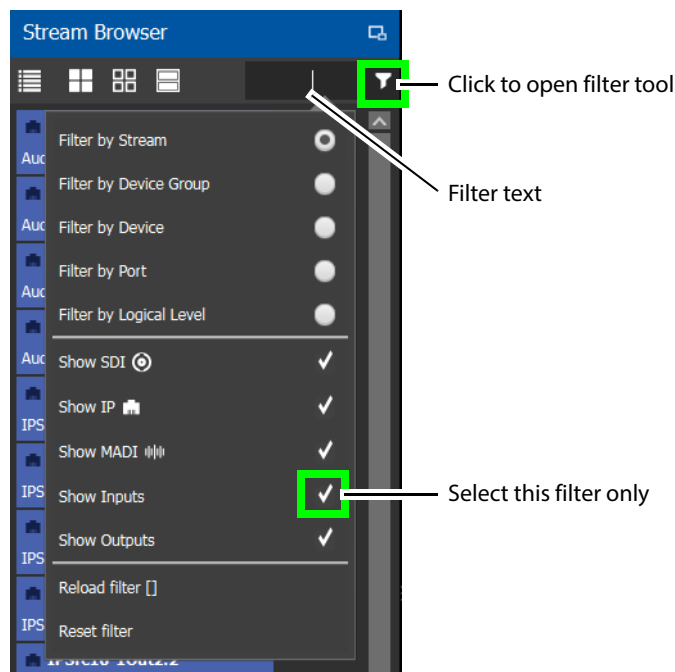 Stream Browser
Click to open filter tool
Filter by Stream
Auc
Filter by Device Group
Filter text
Auc
Filter by Device
Filter by Port
Auc
Filter by Logical Level
Auc
Show SDI
Show IP
IPS
Show MADI
IPS
Show Inputs
Select this filter only
Show Outputs
IPS
Reload filter []
IPS
Reset filter